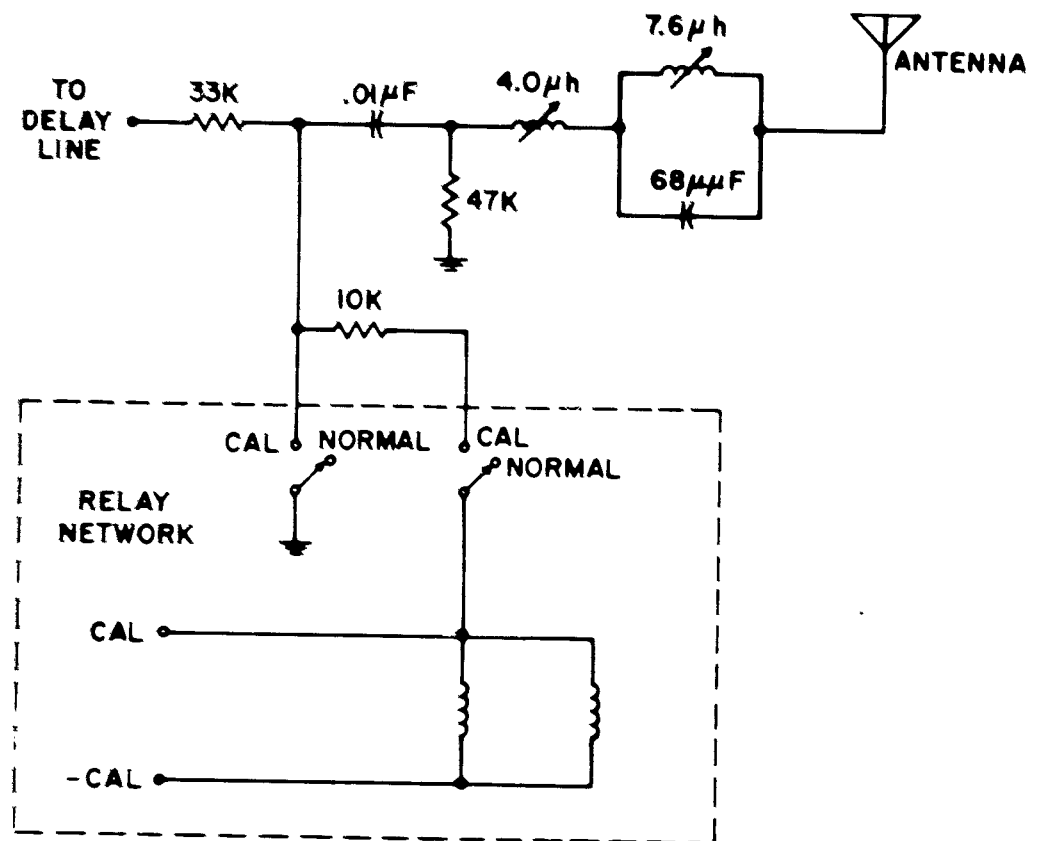 7.6μh
ANTENNA
TO
DELAY
LINE
33K
.01μF
4.0μh
68μμF
47K
10K
CAL NORMAL
CAL
NORMAL
RELAY
NETWORK
CAL
-CAL